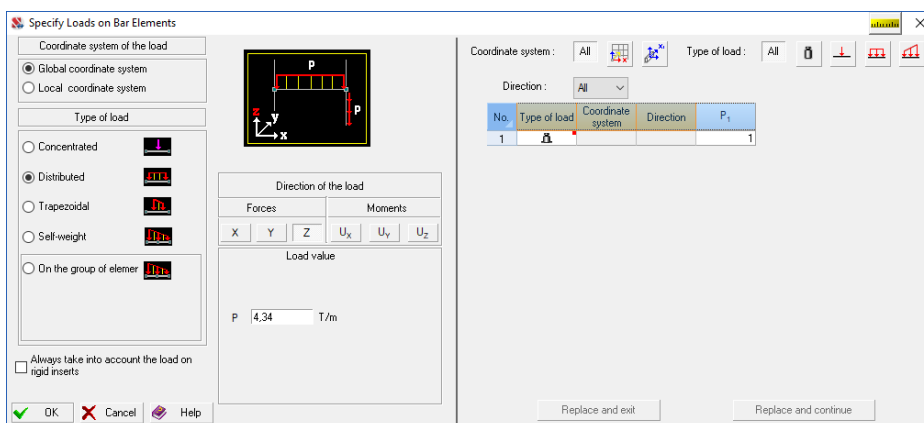 Specify Loads on Bar Elements
Coordinate system of the load
Global coordinate system
Local coordinate system
Type of load
Concentrated
Distributed
Trapezoidal
Self-weight
On the group of elemer
Always take into account the load on
rigid inserts
OK
Cancel
Help
P
P
z
y
x
Direction of the load
Forces
Moments
X
Y
Z
UX
UY
UZ
Load value
P 4,34 T/m
Coordinate system : All
Type of load : All
Direction : All
No. Type of load Coordinate system Direction P1
1 1
Replace and exit
Replace and continue